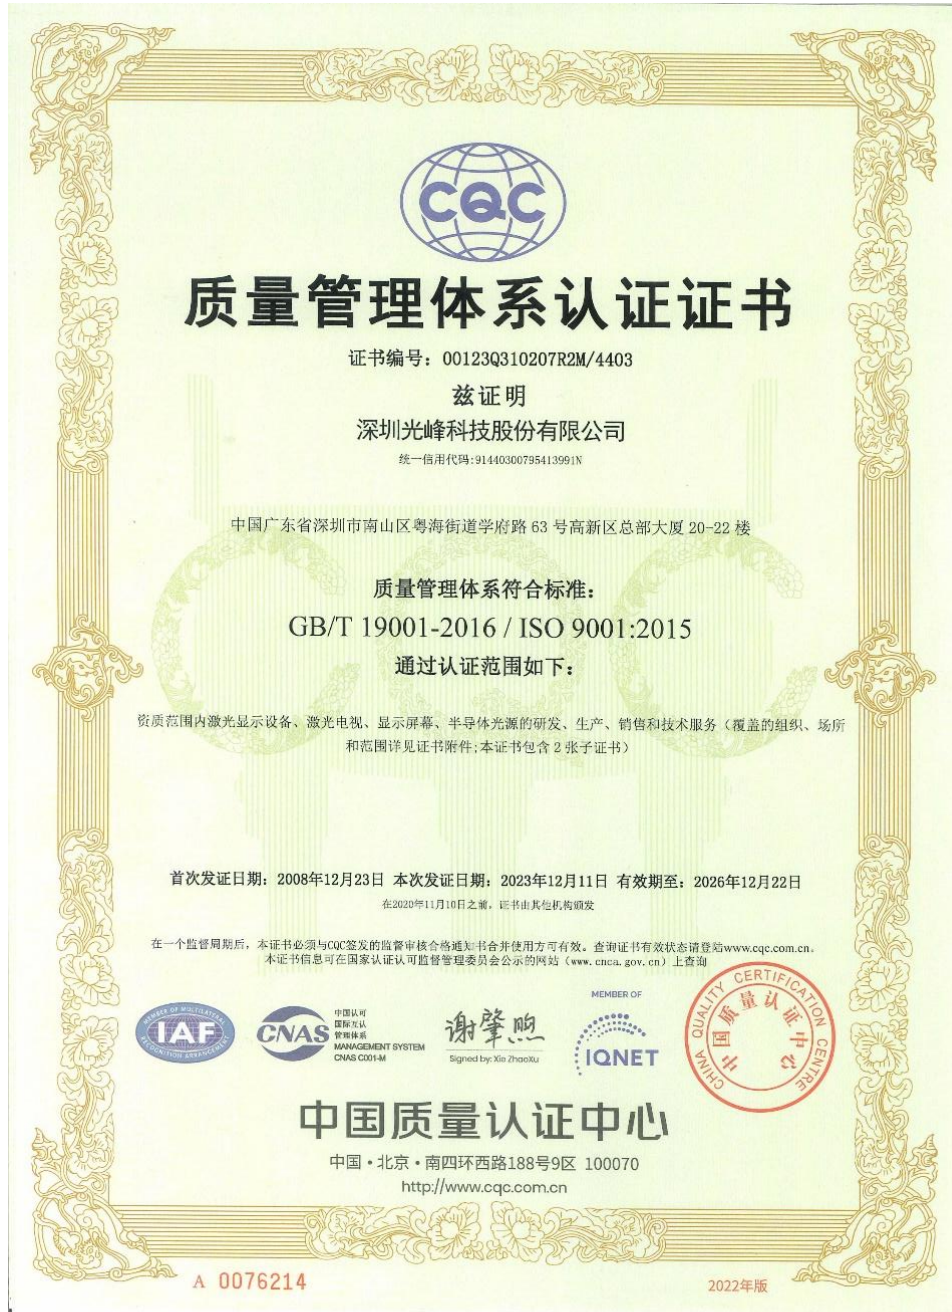 CQC
质量管理体系认证证书
证书编号：00123Q310207R2M/4403
兹证明
深圳光峰科技股份有限公司
统一信用代码:91440300795413991N
中国广东省深圳市南山区粤海街道学府路 63 号高新区总部大厦 20-22 楼
质量管理体系符合标准：
GB/T 19001-2016 / ISO 9001:2015
通过认证范围如下：
资质范围内激光显示设备、激光电视、显示屏幕、半导体光源的研发、生产、销售和技术服务（覆盖的组织、场所
和范围详见证书附件;本证书包含 2 张子证书）
首次发证日期：2008年12月23日 本次发证日期：2023年12月11日 有效期至：2026年12月22日
在2020年11月10日之前，证书由其他机构颁发
在一个监督周期后，本证书必须与CQC签发的监督审核合格通知书合并使用方可有效。查询证书有效状态请登陆www.cqc.com.cn。
本证书信息可在国家认证认可监督管理委员会公示的网站（www.cnca.gov.cn）上查询
MEMBER OF MULTILATERAL
IAF
RECOGNITION ARRANGEMENT
CNAS
中国认可
国际互认
管理体系
MANAGEMENT SYSTEM
CNAS C001-M
谢肇煦
Signed by: Xie ZhaoXu
MEMBER OF
IQNET
CHINA QUALITY CERTIFICATION CENTRE
中国质量认证中心
中国质量认证中心
中国·北京·南四环西路188号9区 100070
http://www.cqc.com.cn
A 0076214
2022年版